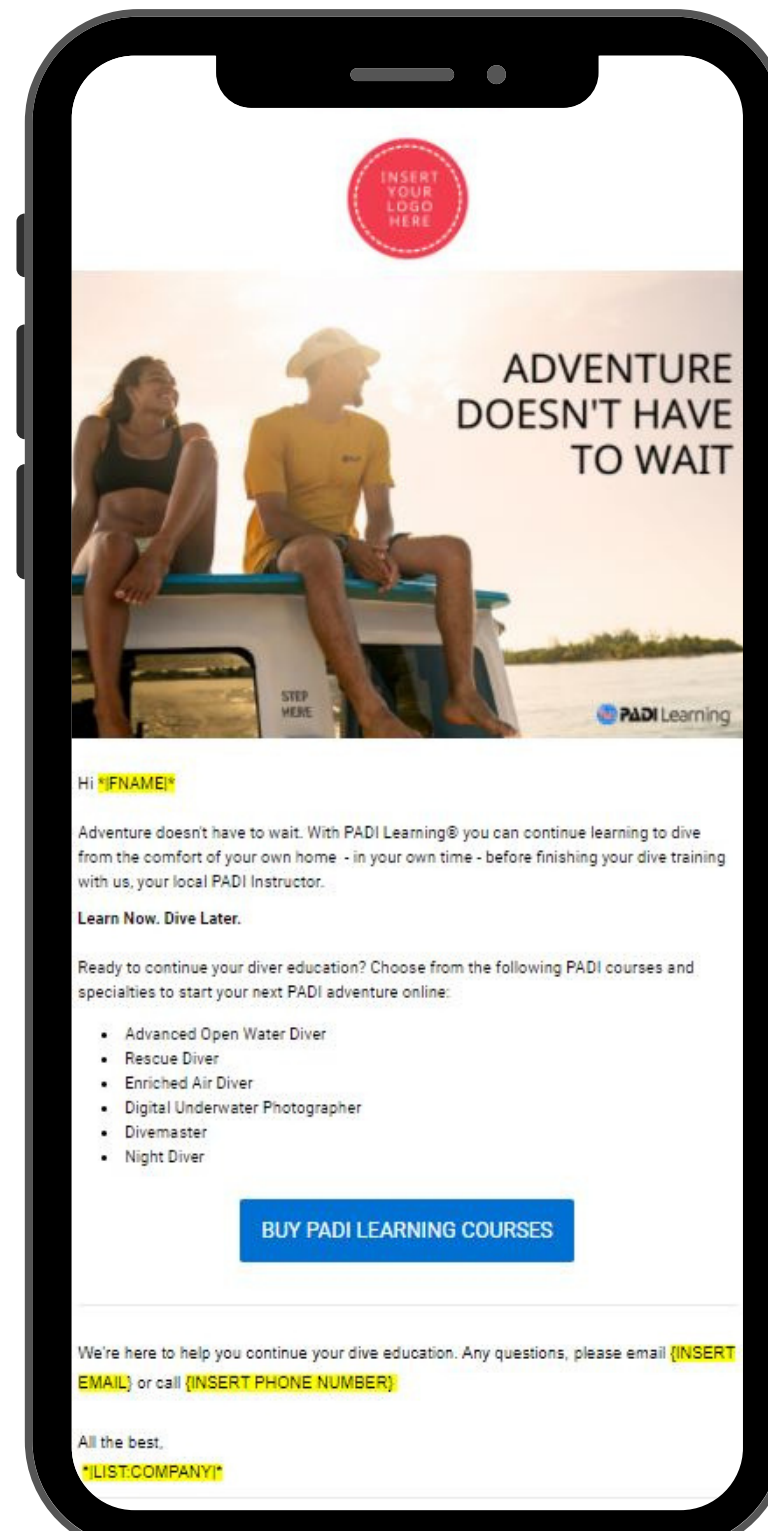 INSERT
YOUR
LOGO
HERE
ADVENTURE
DOESN'T HAVE
TO WAIT
STEP
HERE
PADI Learning
Hi *|FNAME|*
Adventure doesn't have to wait. With PADI Learning® you can continue learning to dive
from the comfort of your own home - in your own time - before finishing your dive training
with us, your local PADI Instructor.
Learn Now. Dive Later.
Ready to continue your diver education? Choose from the following PADI courses and
specialties to start your next PADI adventure online:
• Advanced Open Water Diver
• Rescue Diver
• Enriched Air Diver
• Digital Underwater Photographer
• Divemaster
• Night Diver
BUY PADI LEARNING COURSES
We're here to help you continue your dive education. Any questions, please email {INSERT
EMAIL} or call {INSERT PHONE NUMBER}
All the best,
*|LIST:COMPANY|*